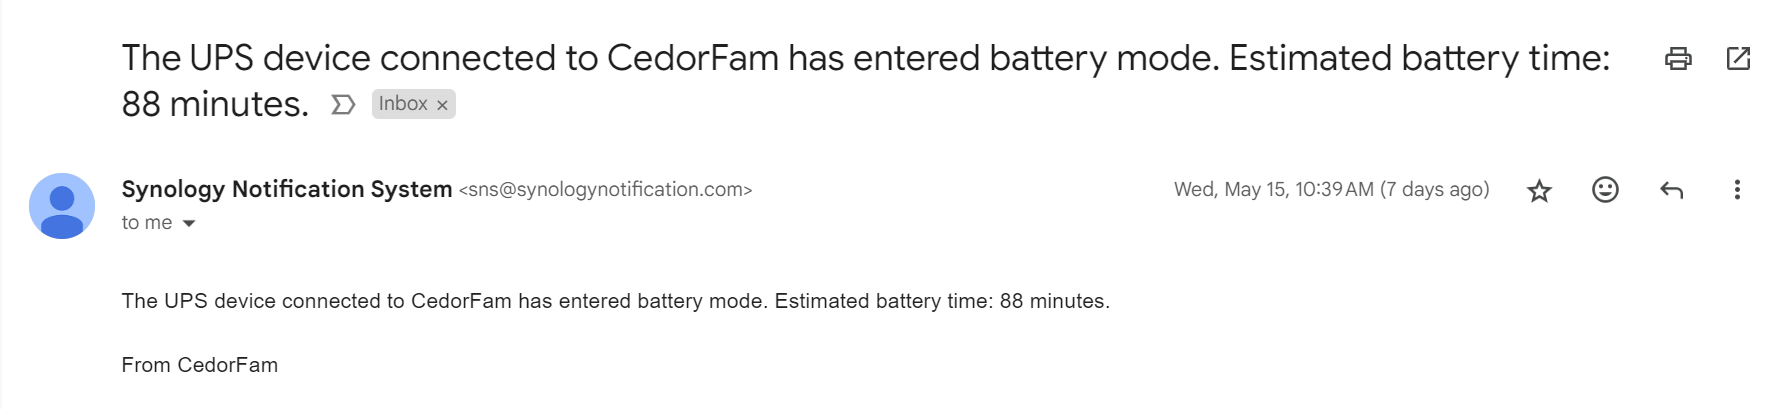 The UPS device connected to CedorFam has entered battery mode. Estimated battery time:
88 minutes. Inbox ×
Synology Notification System <sns@synologynotification.com> Wed, May 15, 10:39 AM (7 days ago)
to me
The UPS device connected to CedorFam has entered battery mode. Estimated battery time: 88 minutes.
From CedorFam